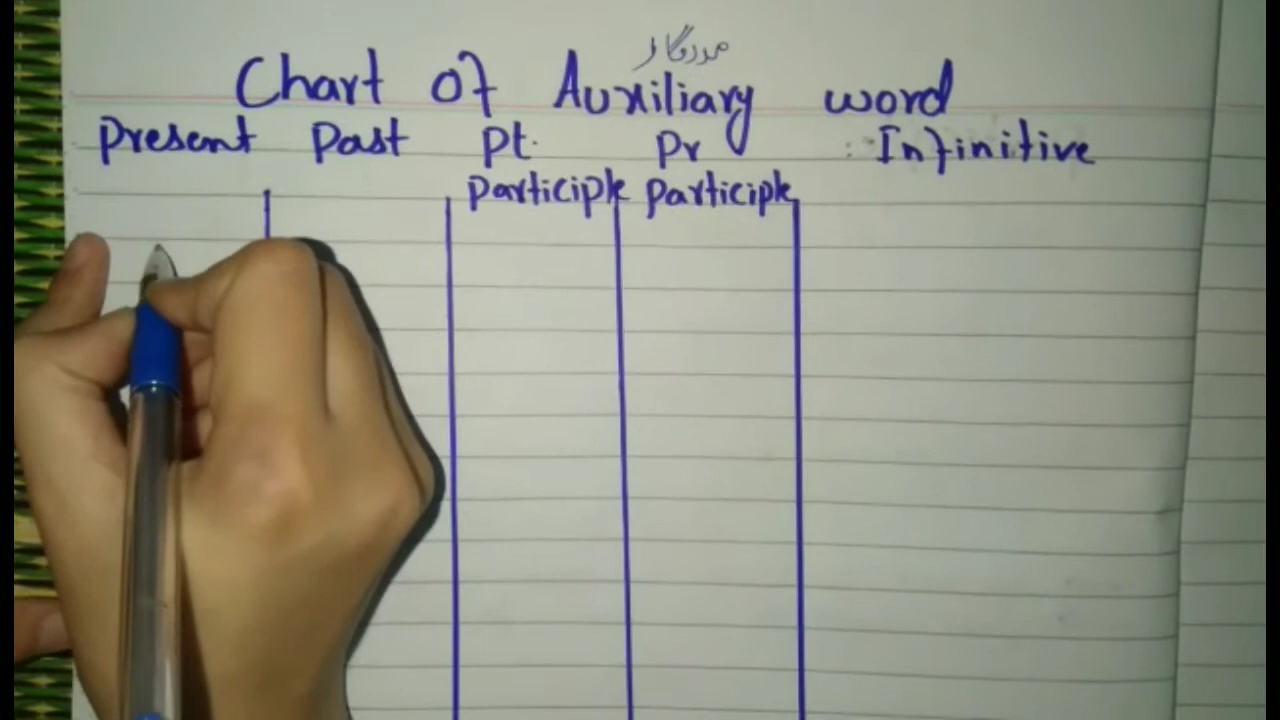 مددگار
Chart of Auxiliary word
Present Past Pt. Pr : Infinitive
Participle Participle